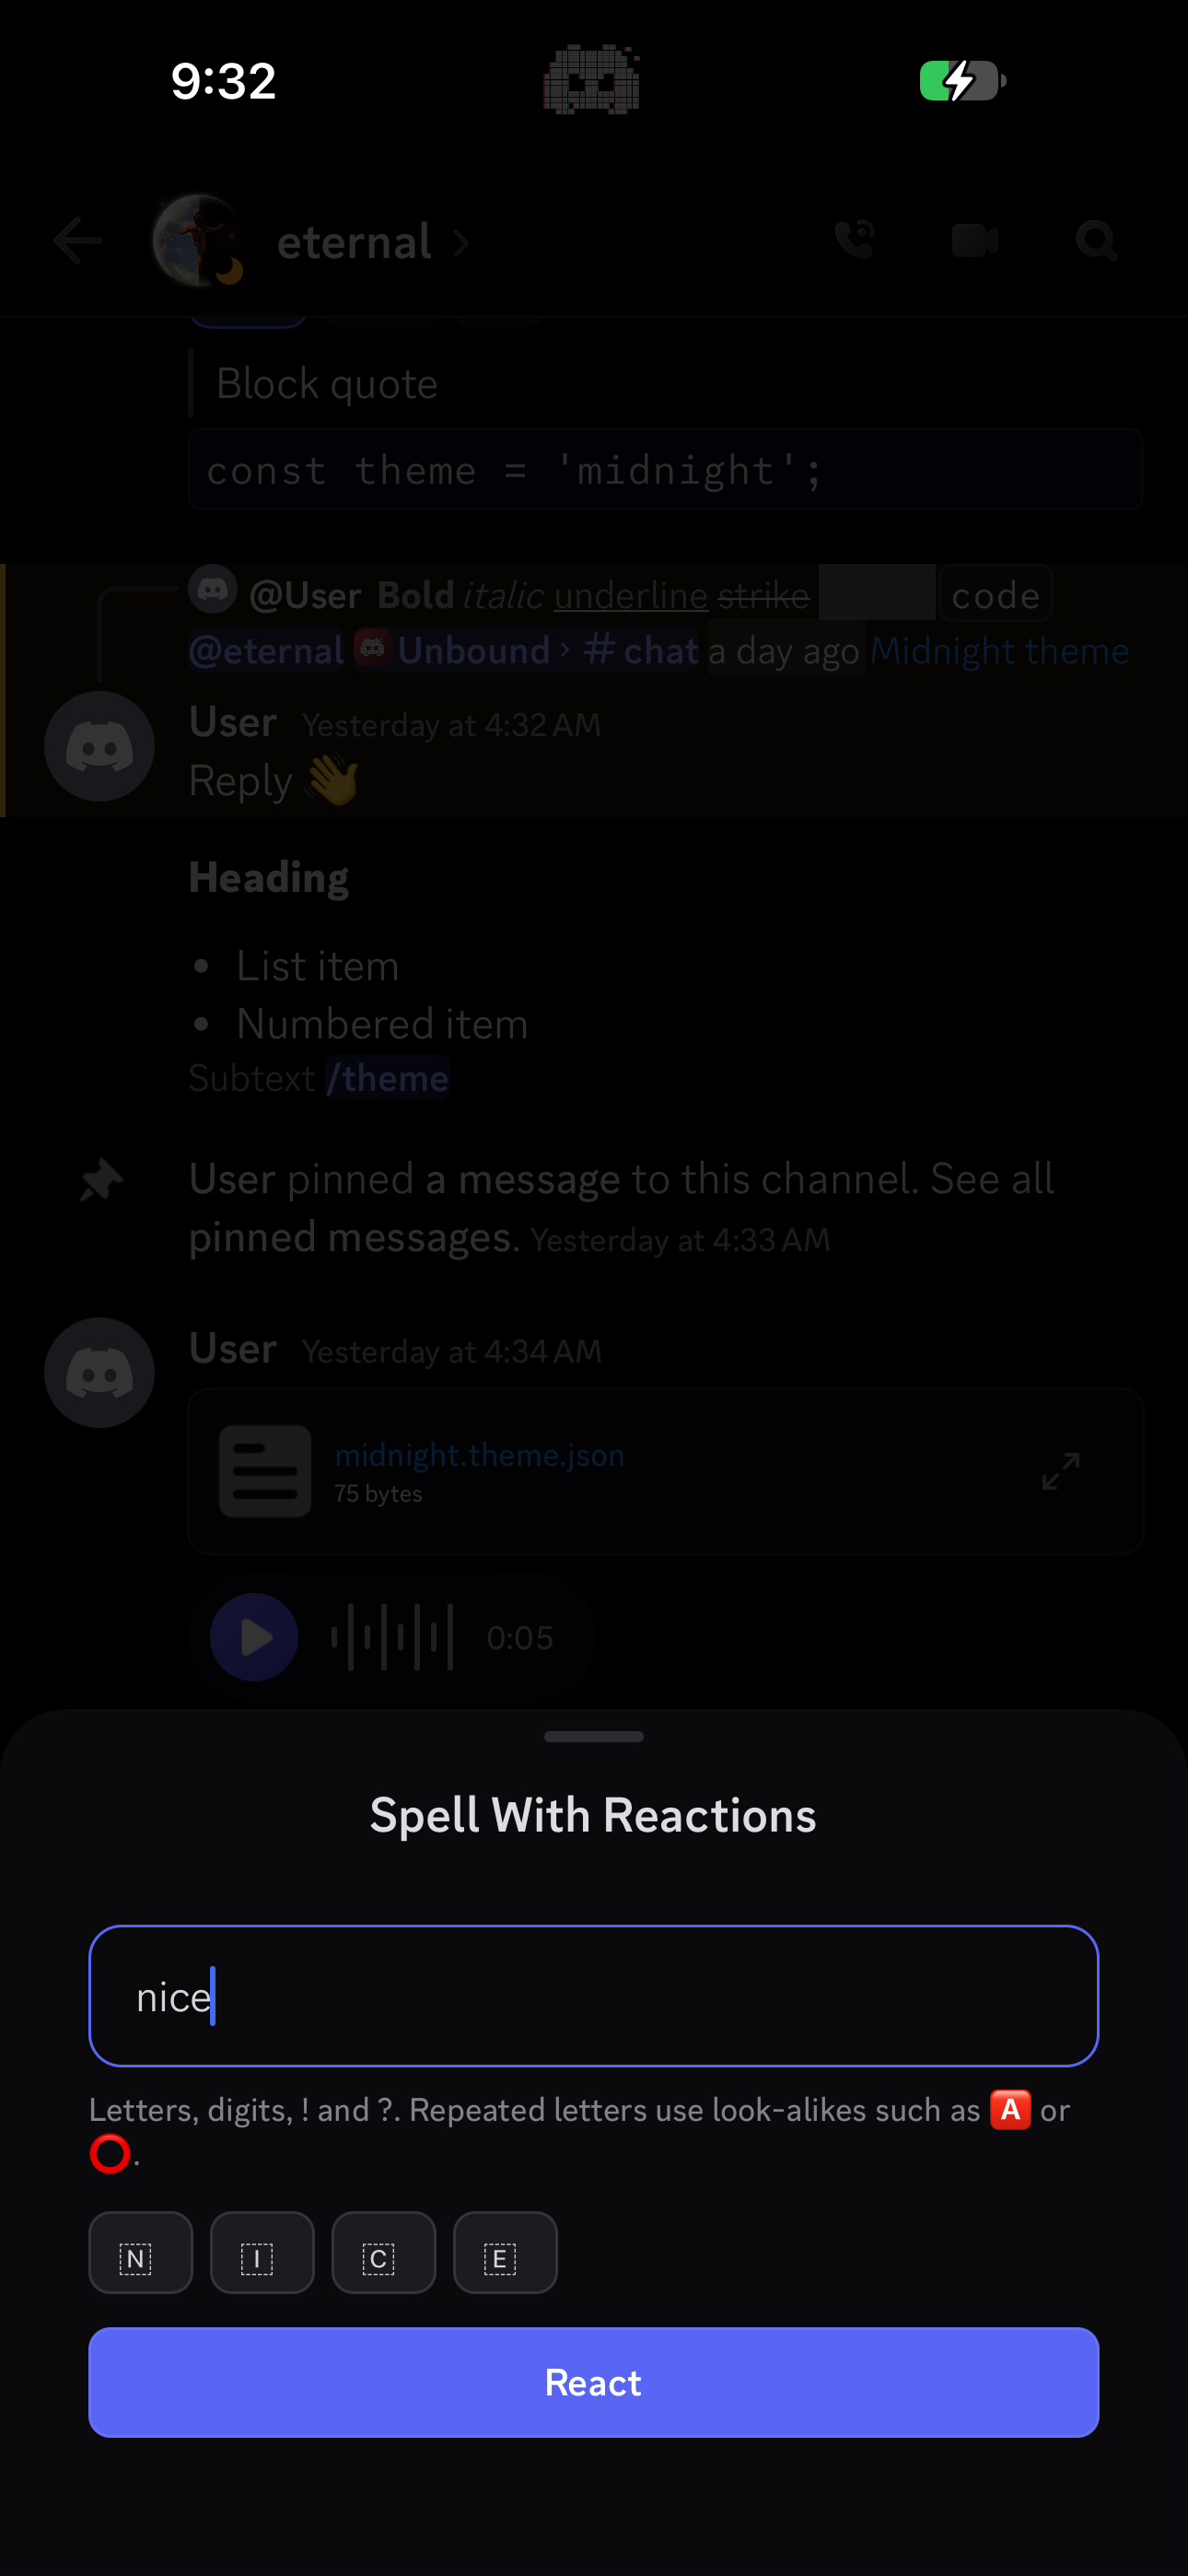 9:32
eternal
Block quote
const theme = 'midnight';
@User Bold italic underline strike code
@eternal Unbound › # chat a day ago Midnight theme
User Yesterday at 4:32 AM
Reply 👋
Heading
• List item
• Numbered item
Subtext /theme
User pinned a message to this channel. See all
pinned messages. Yesterday at 4:33 AM
User Yesterday at 4:34 AM
midnight.theme.json
75 bytes
0:05
Spell With Reactions
nice
Letters, digits, ! and ?. Repeated letters use look-alikes such as 🅰 or
⭕.
N I C E
React